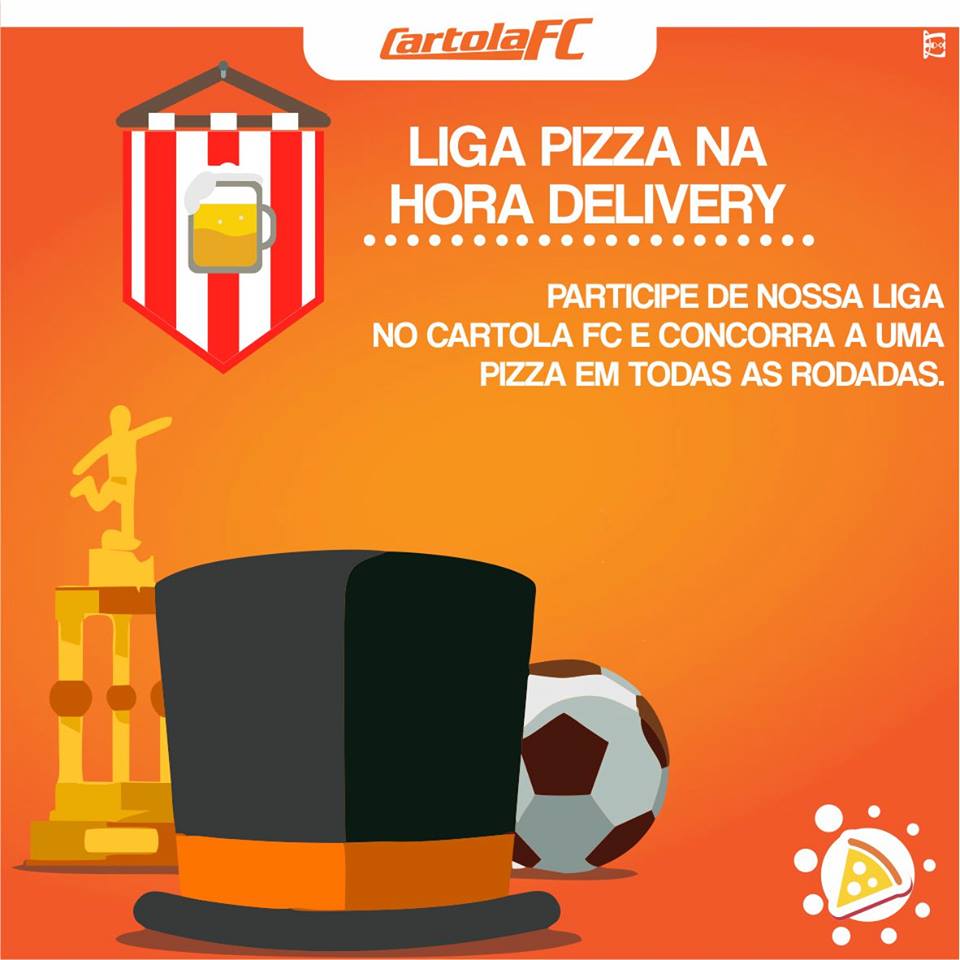 CartolaFC
LIGA PIZZA NA
HORA DELIVERY
PARTICIPE DE NOSSA LIGA
NO CARTOLA FC E CONCORRA A UMA
PIZZA EM TODAS AS RODADAS.